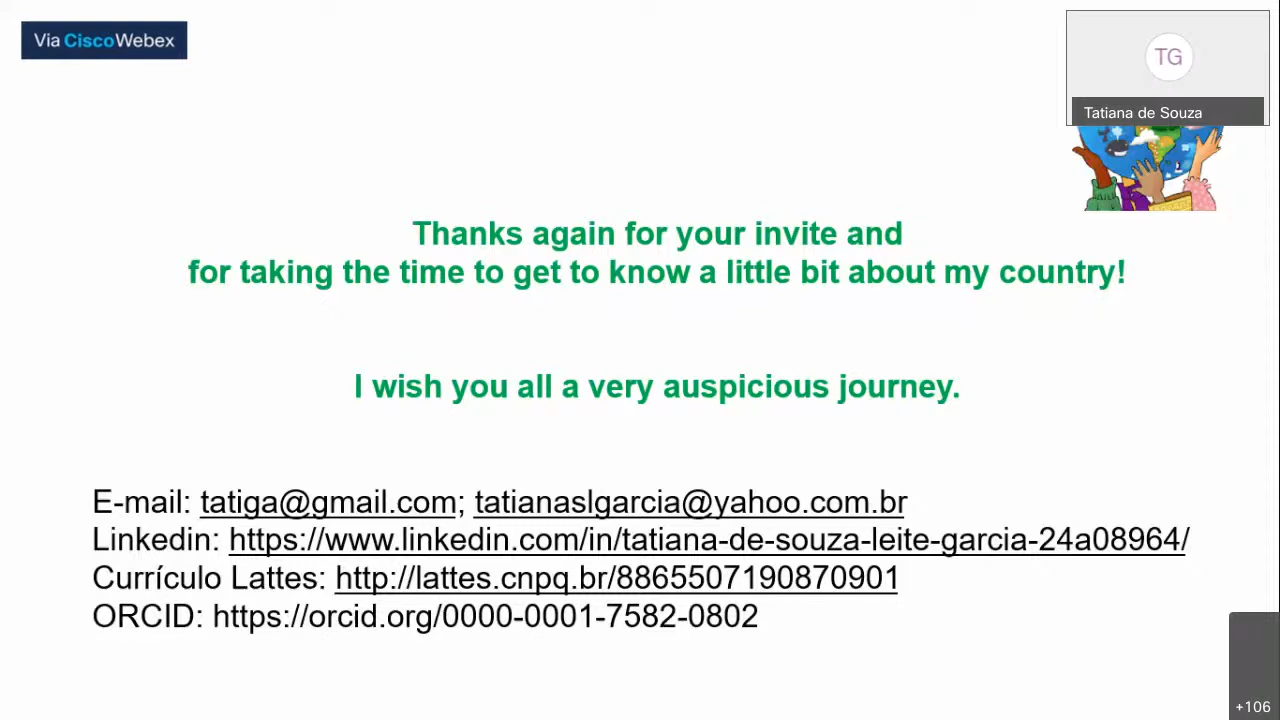 Via CiscoWebex
TG
Tatiana de Souza
Thanks again for your invite and
for taking the time to get to know a little bit about my country!
I wish you all a very auspicious journey.
E-mail: tatiga@gmail.com; tatianaslgarcia@yahoo.com.br
Linkedin: https://www.linkedin.com/in/tatiana-de-souza-leite-garcia-24a08964/
Currículo Lattes: http://lattes.cnpq.br/8865507190870901
ORCID: https://orcid.org/0000-0001-7582-0802
+106